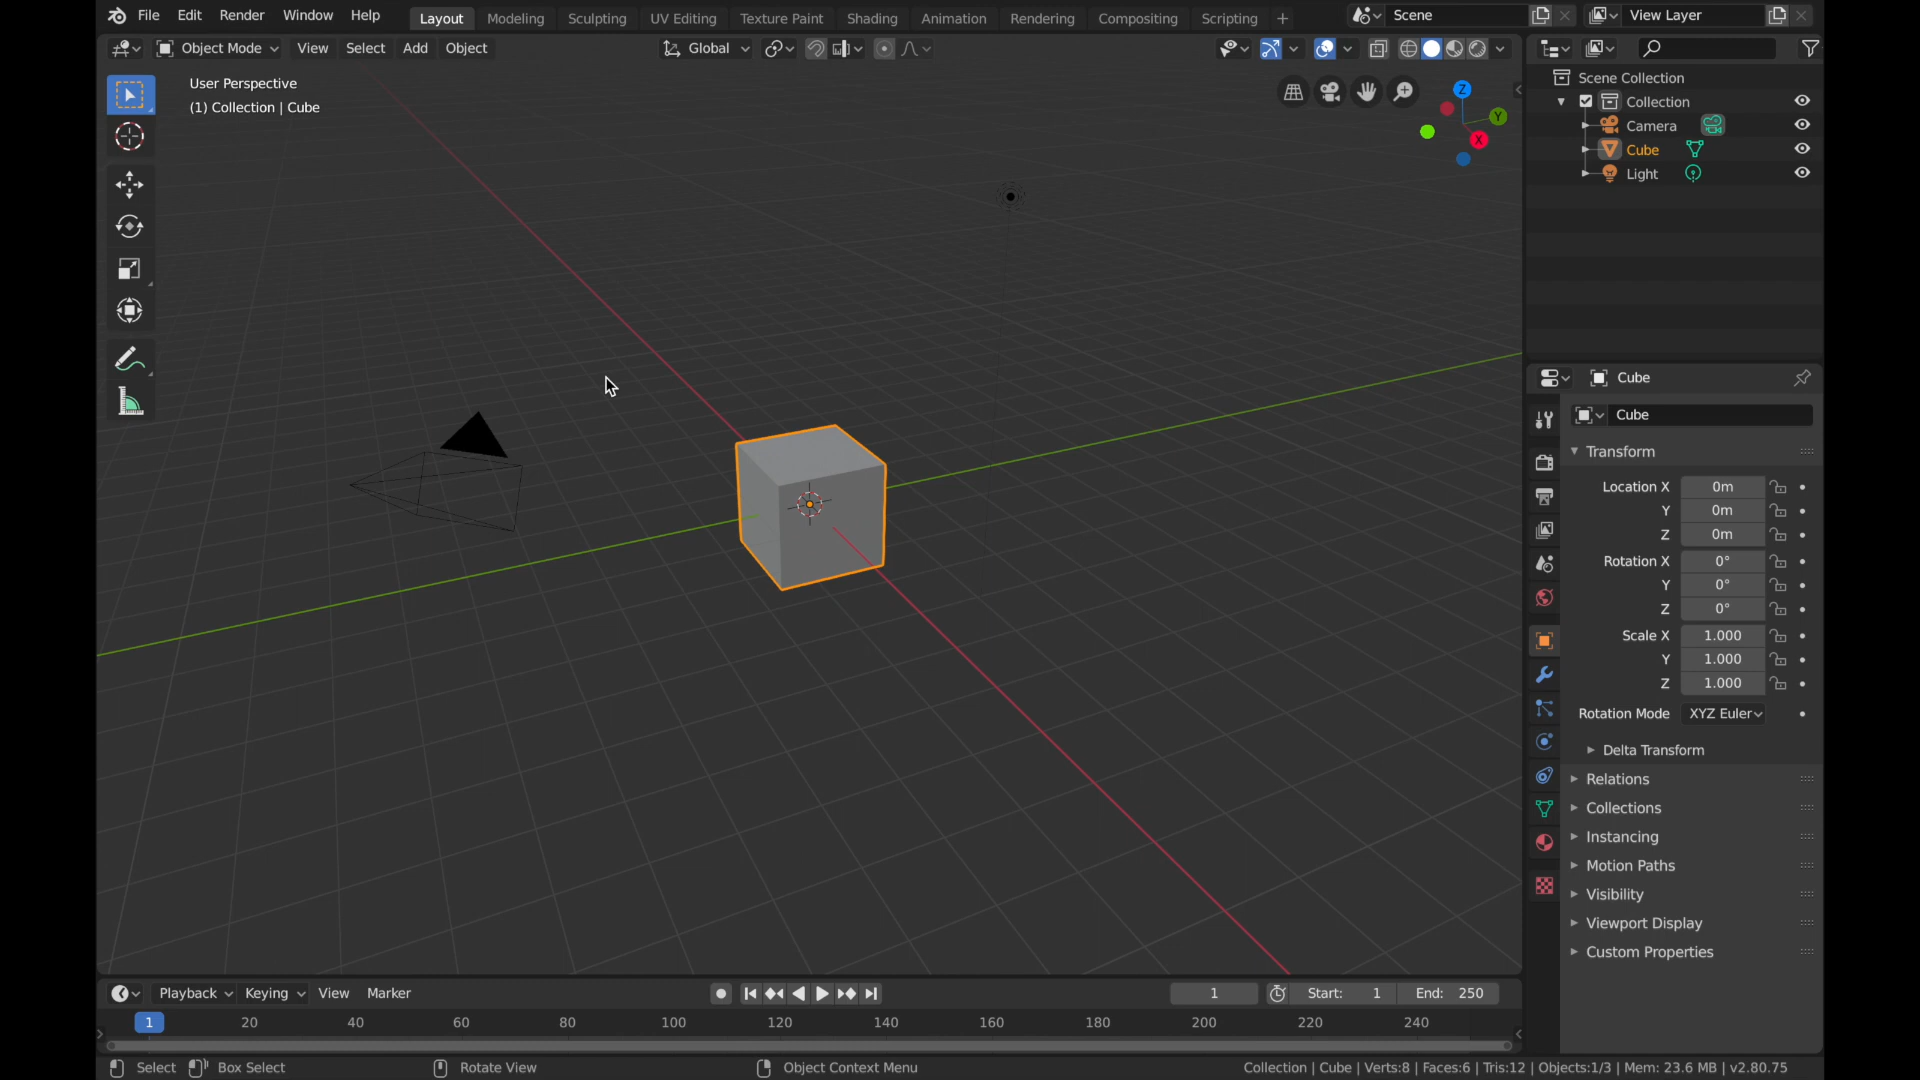 File Edit Render Window Help Layout Modeling Sculpting UV Editing Texture Paint Shading Animation Rendering Compositing Scripting + Scene View Layer
Object Mode View Select Add Object Global
User Perspective
(1) Collection | Cube
Z
Y
X
Scene Collection
Collection
Camera
Cube
Light
Cube
Cube
Transform
Location X 0m
Y 0m
Z 0m
Rotation X 0°
Y 0°
Z 0°
Scale X 1.000
Y 1.000
Z 1.000
Rotation Mode XYZ Euler
Delta Transform
Relations
Collections
Instancing
Motion Paths
Visibility
Viewport Display
Custom Properties
Playback Keying View Marker 1 Start: 1 End: 250
1 20 40 60 80 100 120 140 160 180 200 220 240
Select Box Select Rotate View Object Context Menu Collection | Cube | Verts:8 | Faces:6 | Tris:12 | Objects:1/3 | Mem: 23.6 MB | v2.80.75